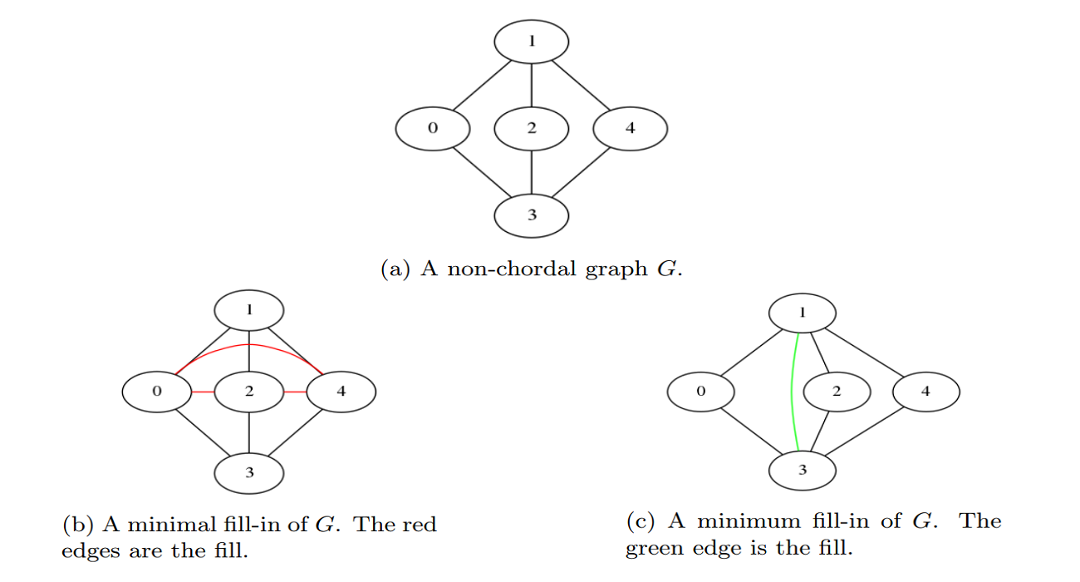 1
0 2 4
3
(a) A non-chordal graph G.
1
0 2 4
3
(b) A minimal fill-in of G. The red
edges are the fill.
1
0 2 4
3
(c) A minimum fill-in of G. The
green edge is the fill.